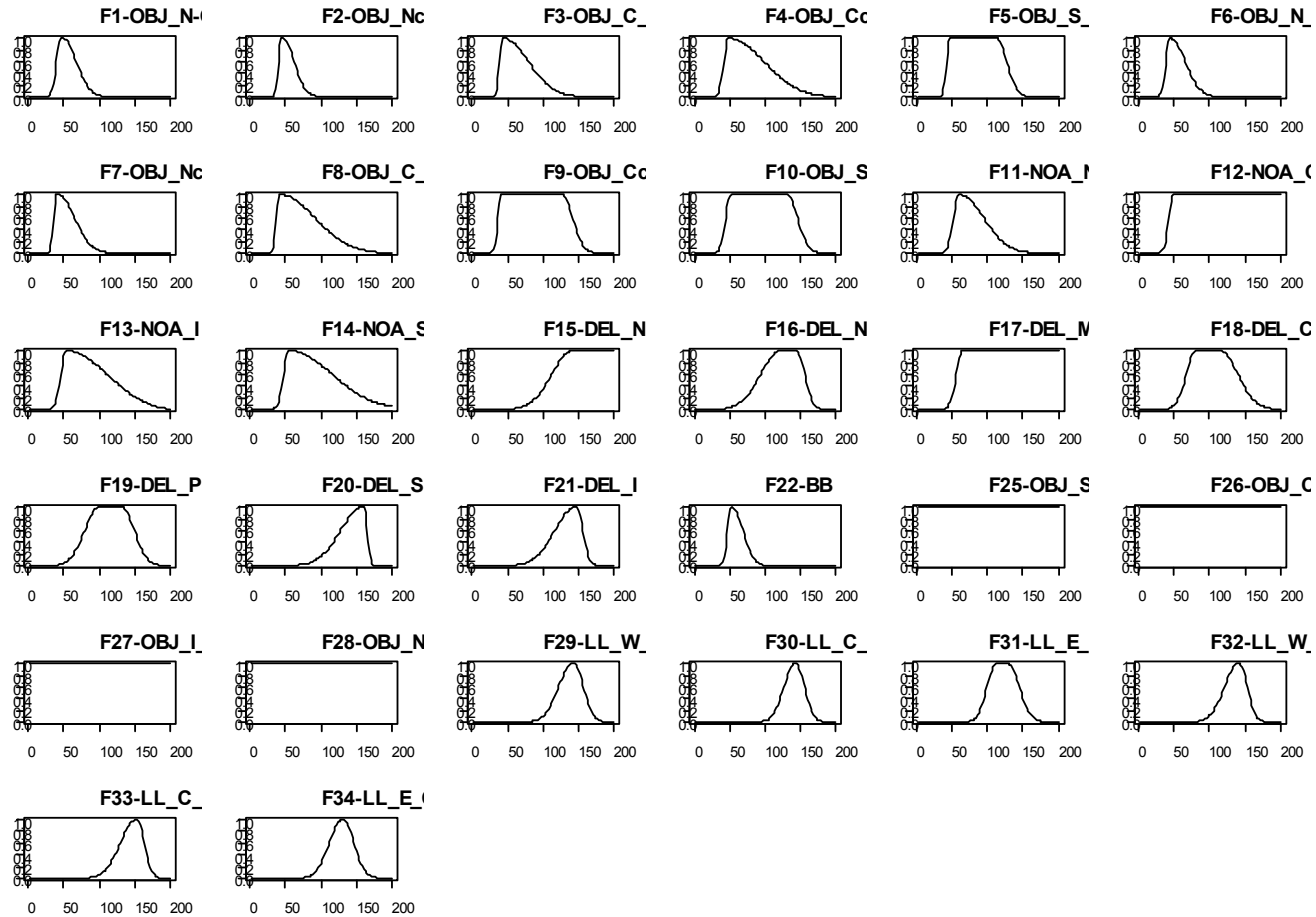 F1-OBJ_N-( F2-OBJ_Nc F3-OBJ_C_ F4-OBJ_Cc F5-OBJ_S_ F6-OBJ_N_
0 50 100 150 200 0 50 100 150 200 0 50 100 150 200 0 50 100 150 200 0 50 100 150 200 0 50 100 150 200
F7-OBJ_Nc F8-OBJ_C_ F9-OBJ_Cc F10-OBJ_S F11-NOA_N F12-NOA_C
0 50 100 150 200 0 50 100 150 200 0 50 100 150 200 0 50 100 150 200 0 50 100 150 200 0 50 100 150 200
F13-NOA_I F14-NOA_S F15-DEL_N F16-DEL_N F17-DEL_M F18-DEL_C
0 50 100 150 200 0 50 100 150 200 0 50 100 150 200 0 50 100 150 200 0 50 100 150 200 0 50 100 150 200
F19-DEL_P F20-DEL_S F21-DEL_I F22-BB F25-OBJ_S F26-OBJ_C
0 50 100 150 200 0 50 100 150 200 0 50 100 150 200 0 50 100 150 200 0 50 100 150 200 0 50 100 150 200
F27-OBJ_I_ F28-OBJ_N F29-LL_W_ F30-LL_C_ F31-LL_E_ F32-LL_W_
0 50 100 150 200 0 50 100 150 200 0 50 100 150 200 0 50 100 150 200 0 50 100 150 200 0 50 100 150 200
F33-LL_C_ F34-LL_E_(
0 50 100 150 200 0 50 100 150 200